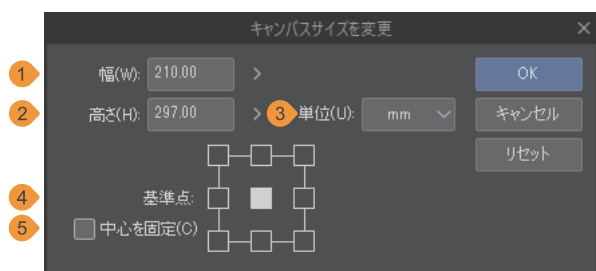 キャンバスサイズを変更
1 幅(W): 210.00 > OK
2 高さ(H): 297.00 > 3 単位(U): mm キャンセル
リセット
4 基準点:
5 中心を固定(C)